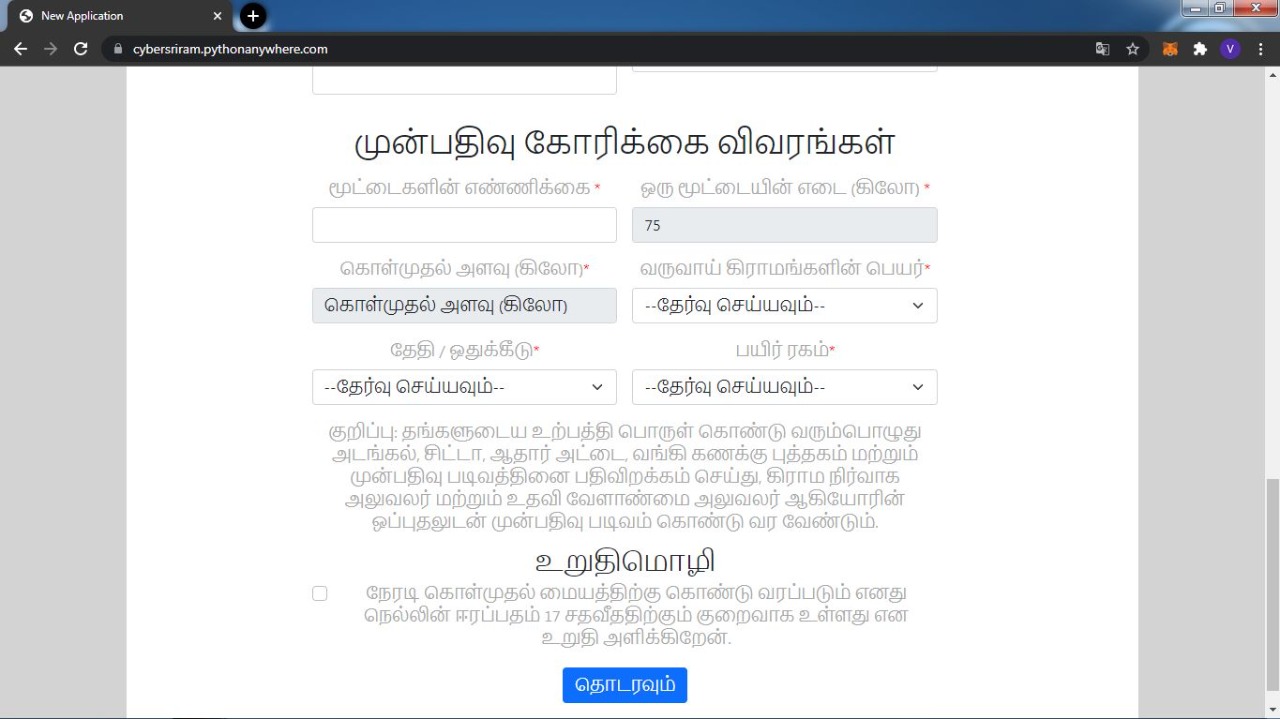 New Application
cybersriram.pythonanywhere.com
V
முன்பதிவு கோரிக்கை விவரங்கள்
மூட்டைகளின் எண்ணிக்கை *
ஒரு மூட்டையின் எடை (கிலோ) *
75
கொள்முதல் அளவு (கிலோ)*
வருவாய் கிராமங்களின் பெயர்*
கொள்முதல் அளவு (கிலோ)
--தேர்வு செய்யவும்--
தேதி / ஒதுக்கீடு*
பயிர் ரகம்*
--தேர்வு செய்யவும்--
--தேர்வு செய்யவும்--
குறிப்பு: தங்களுடைய உற்பத்தி பொருள் கொண்டு வரும்பொழுது
அடங்கல், சிட்டா, ஆதார் அட்டை, வங்கி கணக்கு புத்தகம் மற்றும்
முன்பதிவு படிவத்தினை பதிவிறக்கம் செய்து, கிராம நிர்வாக
அலுவலர் மற்றும் உதவி வேளாண்மை அலுவலர் ஆகியோரின்
ஒப்புதலுடன் முன்பதிவு படிவம் கொண்டு வர வேண்டும்.
உறுதிமொழி
நேரடி கொள்முதல் மையத்திற்கு கொண்டு வரப்படும் எனது
நெல்லின் ஈரப்பதம் 17 சதவீததிற்கும் குறைவாக உள்ளது என
உறுதி அளிக்கிறேன்.
தொடரவும்